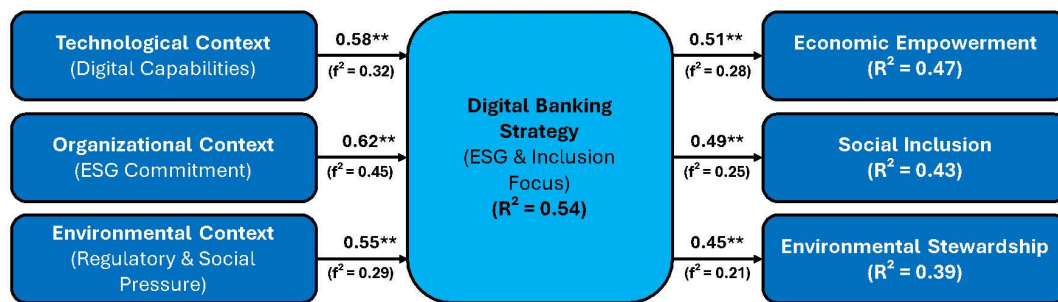 Technological Context
(Digital Capabilities)
0.58**
(f² = 0.32)
Organizational Context
(ESG Commitment)
0.62**
(f² = 0.45)
Environmental Context
(Regulatory & Social
Pressure)
0.55**
(f² = 0.29)
Digital Banking
Strategy
(ESG & Inclusion
Focus)
(R² = 0.54)
0.51**
(f² = 0.28)
Economic Empowerment
(R² = 0.47)
0.49**
(f² = 0.25)
Social Inclusion
(R² = 0.43)
0.45**
(f² = 0.21)
Environmental Stewardship
(R² = 0.39)